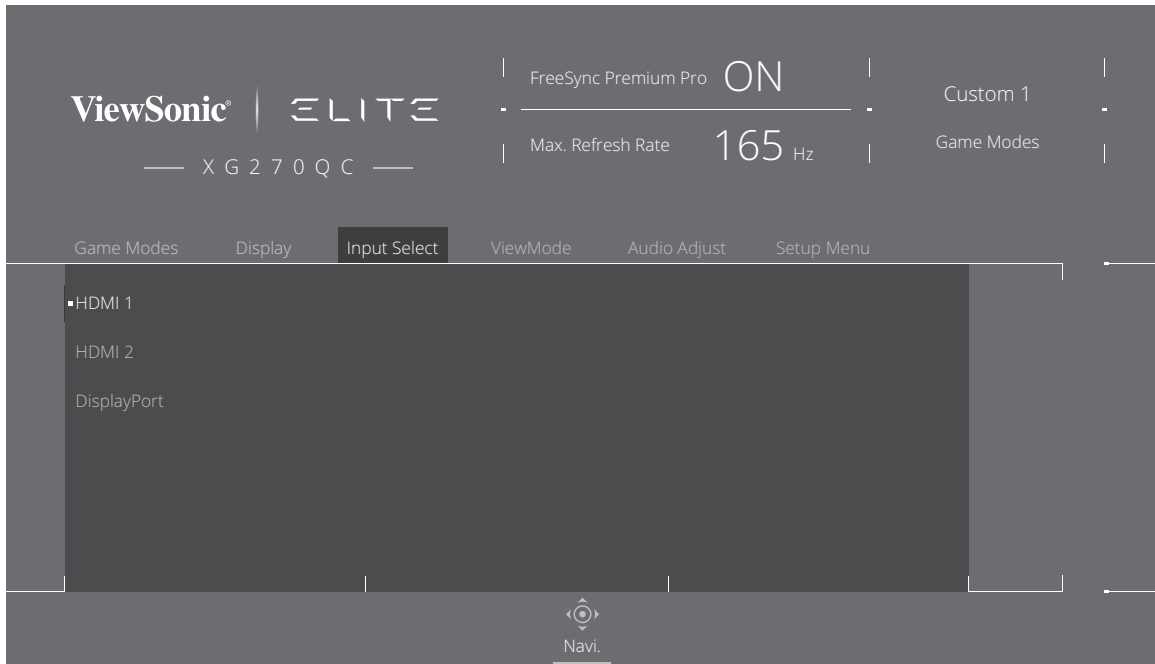 ViewSonic® ELITE
XG270QC
FreeSync Premium Pro ON
Max. Refresh Rate 165 Hz
Custom 1
Game Modes
Game Modes Display Input Select ViewMode Audio Adjust Setup Menu
HDMI 1
HDMI 2
DisplayPort
Navi.